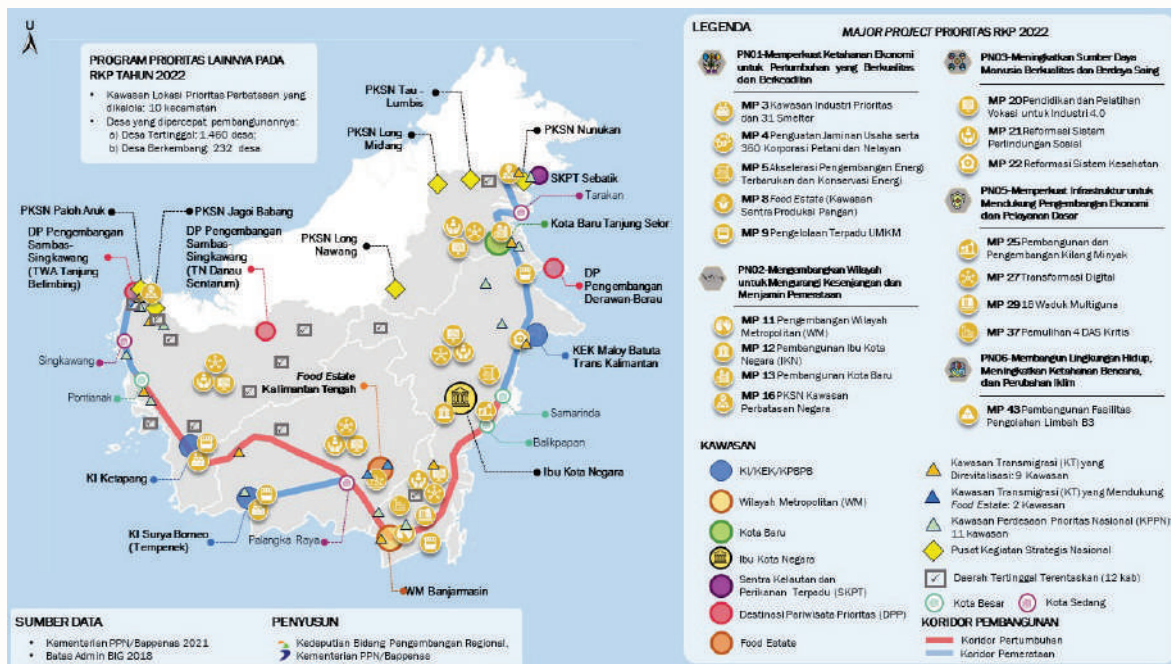 U
PROGRAM PRIORITAS LAINNYA PADA
RKP TAHUN 2022
• Kawasan Lokasi Prioritas Perbatasan yang
dikelola: 10 kecamatan
• Desa yang dipercepat pembangunannya:
a) Desa Tertinggal: 1.460 desa;
b) Desa Berkembang: 232 desa
PKSN Tau -
Lumbis
PKSN Long
Midang
PKSN Nunukan
SKPT Sebatik
Tarakan
Kota Baru Tanjung Selor
PKSN Paloh Aruk
PKSN Jagoi Babang
DP Pengembangan
Sambas-
Singkawang
(TWA Tanjung
Belimbing)
DP Pengembangan
Sambas-
Singkawang
(TN Danau
Sentarum)
PKSN Long
Nawang
DP
Pengembangan
Derawan-Berau
Singkawang
KEK Maloy Batuta
Trans Kalimantan
Food Estate
Kalimantan Tengah
Pontianak
Samarinda
Balikpapan
KI Ketapang
Ibu Kota
Negara
KI Surya Borneo
(Tempenek)
Palangka Raya
WM Banjarmasin
SUMBER DATA
• Kementerian PPN/Bappenas 2021
• Batas Admin BIG 2018
PENYUSUN
Kedeputian Bidang Pengembangan Regional,
Kementerian PPN/Bappenas
LEGENDA
MAJOR PROJECT PRIORITAS RKP 2022
PN01-Memperkuat Ketahanan Ekonomi
untuk Pertumbuhan yang Berkualitas dan
Berkeadilan
MP 3 Kawasan Industri Prioritas
dan 31 Smelter
MP 4 Penguatan Jaminan Usaha serta
350 Korporasi Petani dan Nelayan
MP 5 Akselerasi Pengembangan Energi
Terbarukan dan Konservasi Energi
MP 8 Food Estate (Kawasan
Sentra Produksi Pangan)
MP 9 Pengelolaan Terpadu UMKM
PN02-Mengembangkan Wilayah
untuk Mengurangi Kesenjangan dan
Menjamin Pemerataan
MP 11 Pengembangan Wilayah
Metropolitan (WM)
MP 12 Pembangunan Ibu Kota
Negara (IKN)
MP 13 Pembangunan Kota Baru
MP 16 PKSN Kawasan
Perbatasan Negara
PN03-Meningkatkan Sumber Daya
Manusia Berkualitas dan Berdaya Saing
MP 20 Pendidikan dan Pelatihan
Vokasi untuk Industri 4.0
MP 21 Reformasi Sistem
Perlindungan Sosial
MP 22 Reformasi Sistem Kesehatan
PN05-Memperkuat Infrastruktur untuk
Mendukung Pengembangan Ekonomi
dan Pelayanan Dasar
MP 25 Pembangunan dan
Pengembangan Kilang Minyak
MP 27 Transformasi Digital
MP 29 18 Waduk Multiguna
MP 37 Pemulihan 4 DAS Kritis
PN06-Membangun Lingkungan Hidup,
Meningkatkan Ketahanan Bencana,
dan Perubahan Iklim
MP 43 Pembangunan Fasilitas
Pengolahan Limbah B3
KAWASAN
KI/KEK/KPBPB
Wilayah Metropolitan (WM)
Kota Baru
Ibu Kota Negara
Sentra Kelautan dan
Perikanan Terpadu (SKPT)
Destinasi Pariwisata Prioritas (DPP)
Food Estate
Kawasan Transmigrasi (KT) yang
Direvitalisasi: 9 Kawasan
Kawasan Transmigrasi (KT) yang Mendukung
Food Estate: 2 Kawasan
Kawasan Perdesaan Prioritas Nasional (KPPN):
11 kawasan
Pusat Kegiatan Strategis Nasional
Daerah Tertinggal Terentaskan (12 kab)
Kota Besar
Kota Sedang
KORIDOR PEMBANGUNAN
Koridor Pertumbuhan
Koridor Pemerataan